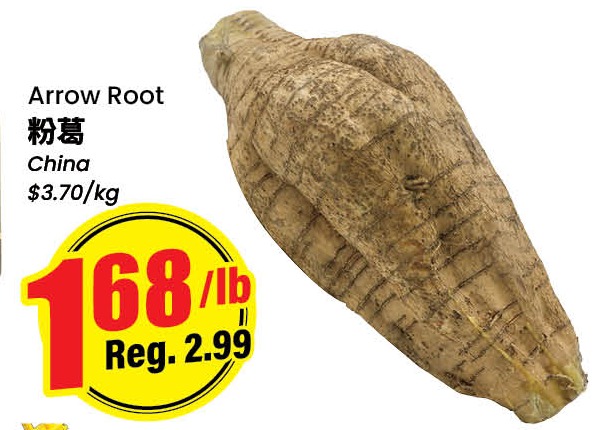 Arrow Root
粉葛
China
$3.70/kg
168/lb
Reg. 2.99